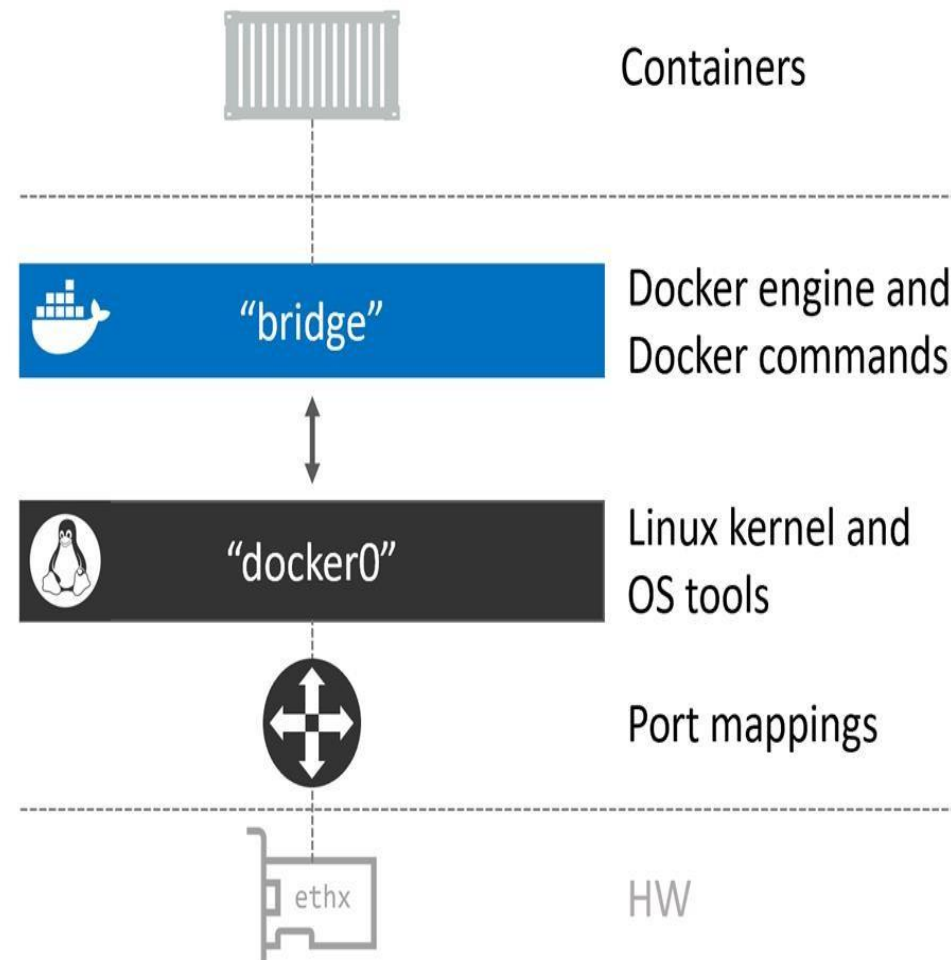 Containers
“bridge”
Docker engine and
Docker commands
“docker0”
Linux kernel and
OS tools
Port mappings
ethx
HW